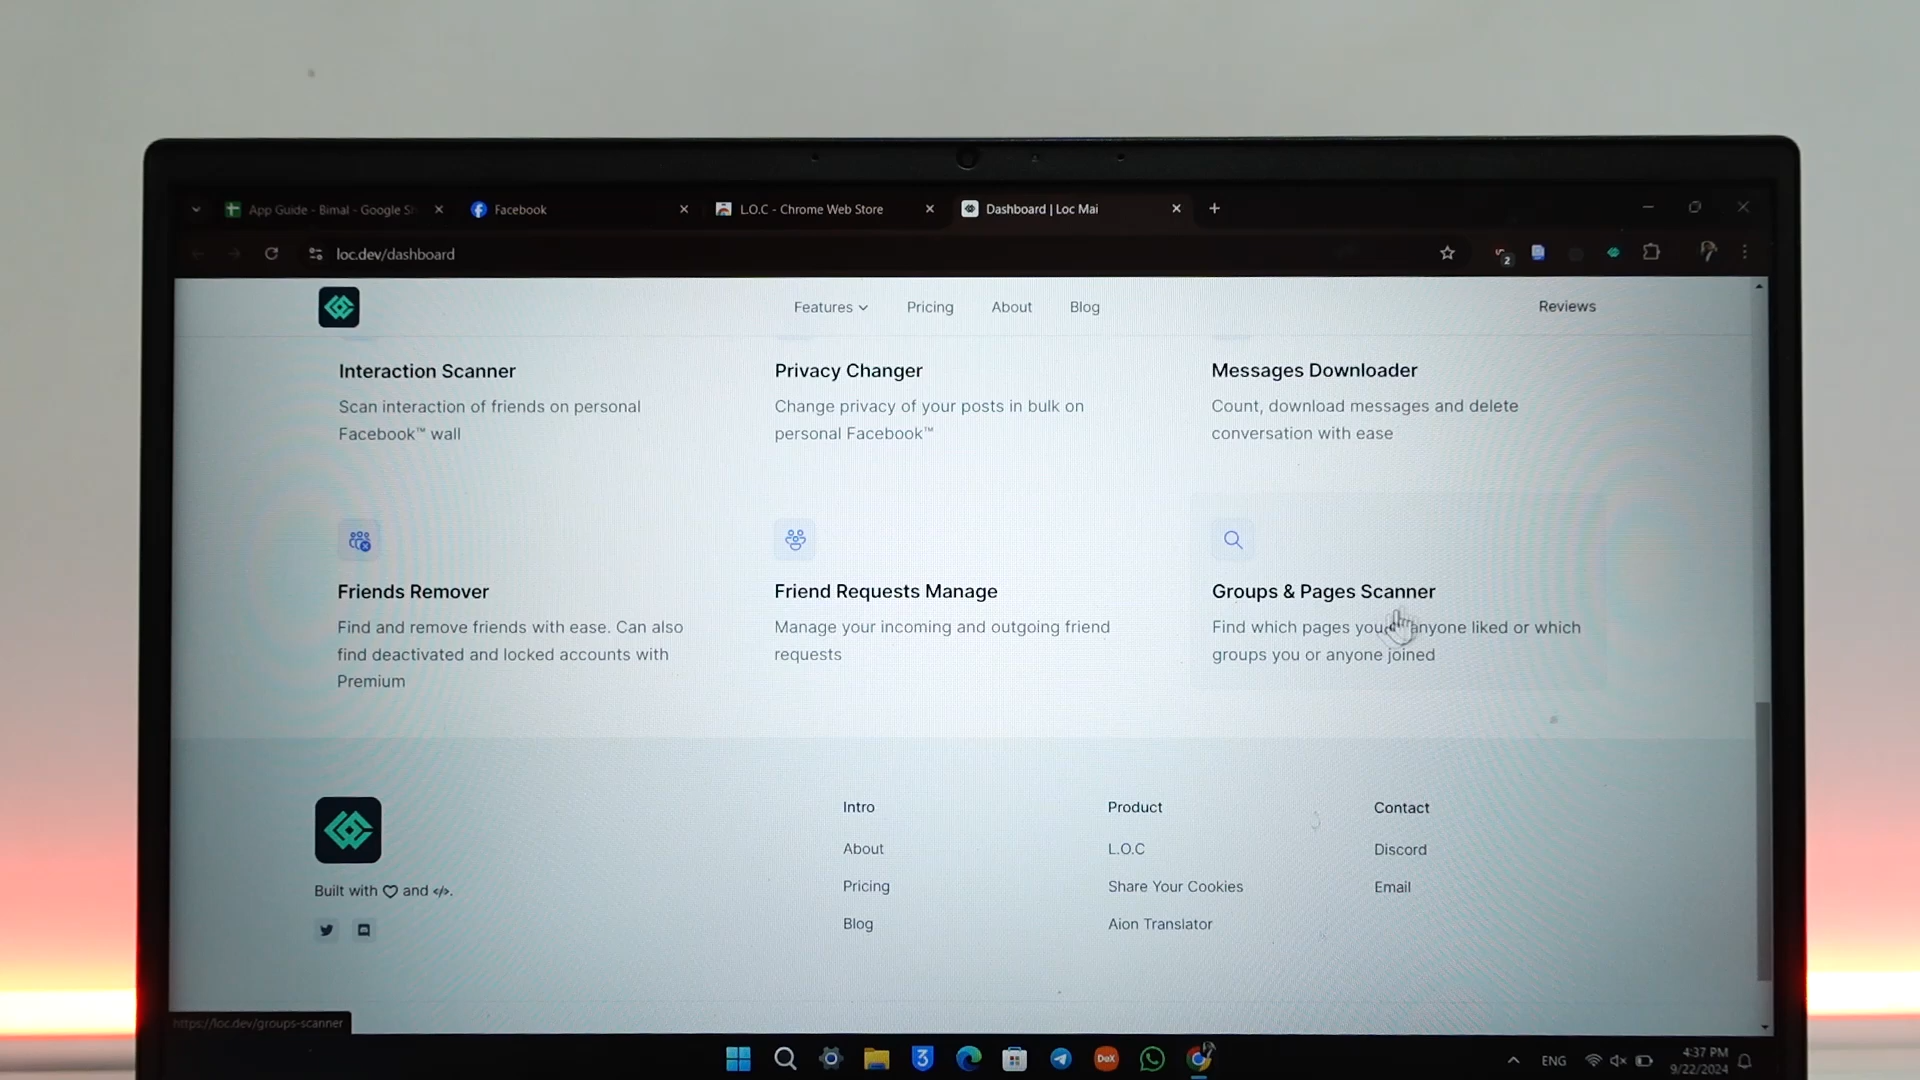 App Guide - Bimal - Google Sh
Facebook
L.O.C - Chrome Web Store
Dashboard | Loc Mai
loc.dev/dashboard
2
Features
Pricing
About
Blog
Reviews
Interaction Scanner
Scan interaction of friends on personal
Facebook™ wall
Privacy Changer
Change privacy of your posts in bulk on
personal Facebook™
Messages Downloader
Count, download messages and delete
conversation with ease
Friends Remover
Find and remove friends with ease. Can also
find deactivated and locked accounts with
Premium
Friend Requests Manage
Manage your incoming and outgoing friend
requests
Groups & Pages Scanner
Find which pages you anyone liked or which
groups you or anyone joined
Built with and </>.
Intro
About
Pricing
Blog
Product
L.O.C
Share Your Cookies
Aion Translator
Contact
Discord
Email
https://loc.dev/groups-scanner
3
DeX
ENG
4:37 PM
9/22/2024